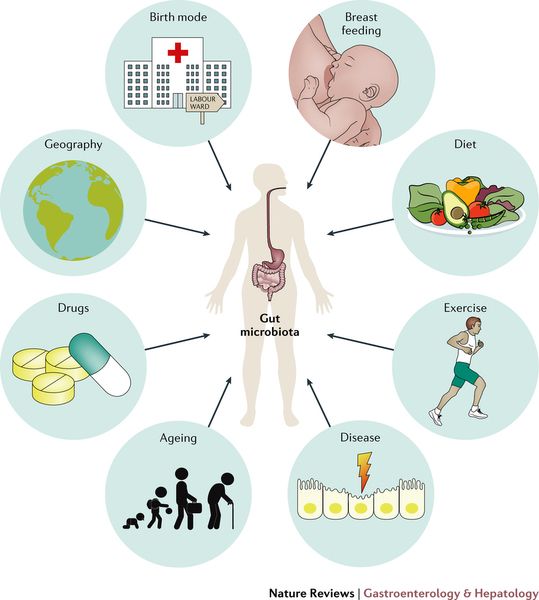 Birth mode
LABOUR
WARD
Breast
feeding
Geography
Diet
Gut
microbiota
Drugs
Exercise
Ageing
Disease
Nature Reviews | Gastroenterology & Hepatology